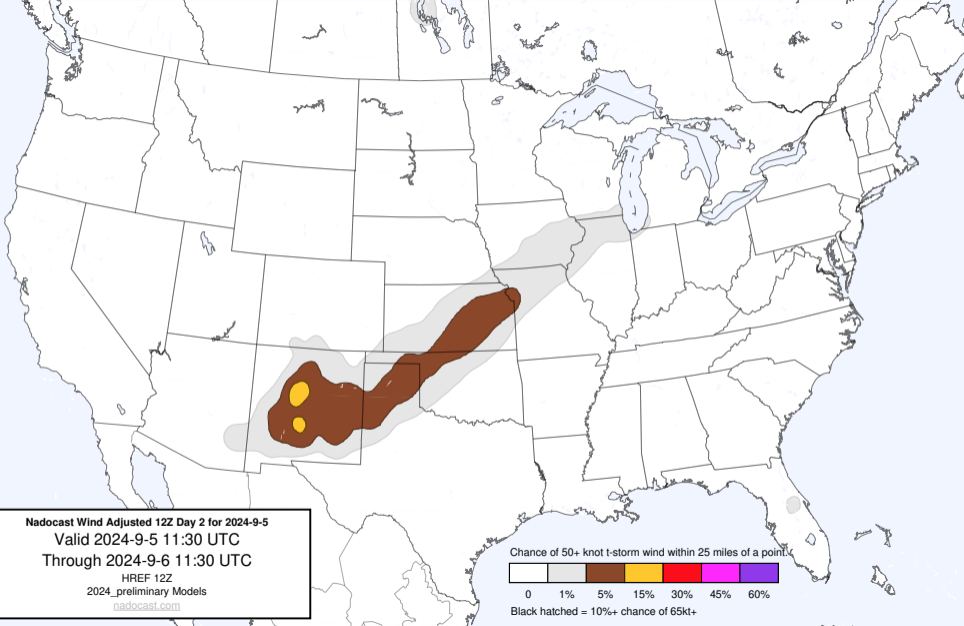 Nadocast Wind Adjusted 12Z Day 2 for 2024-9-5
Valid 2024-9-5 11:30 UTC
Through 2024-9-6 11:30 UTC
HREF 12Z
2024_preliminary Models
nadocast.com
Chance of 50+ knot t-storm wind within 25 miles of a point.
0 1% 5% 15% 30% 45% 60%
Black hatched = 10%+ chance of 65kt+